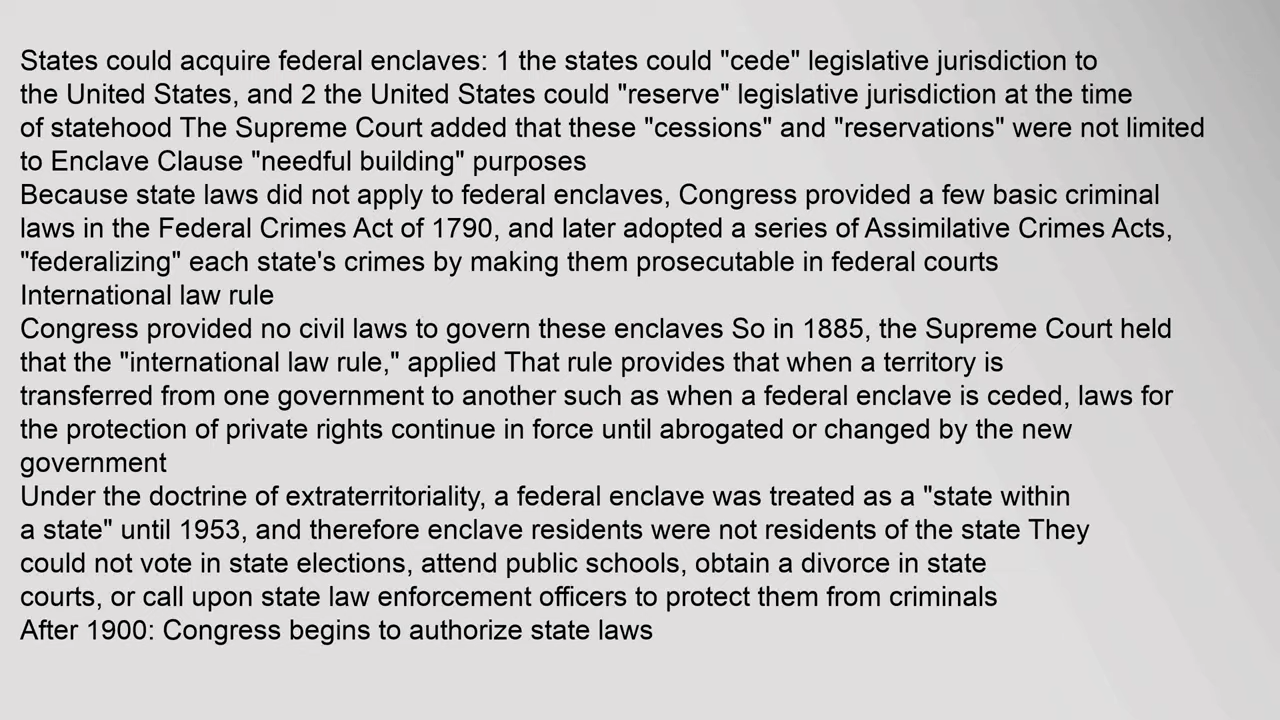 States could acquire federal enclaves: 1 the states could "cede" legislative jurisdiction to
the United States, and 2 the United States could "reserve" legislative jurisdiction at the time
of statehood The Supreme Court added that these "cessions" and "reservations" were not limited
to Enclave Clause "needful building" purposes
Because state laws did not apply to federal enclaves, Congress provided a few basic criminal
laws in the Federal Crimes Act of 1790, and later adopted a series of Assimilative Crimes Acts,
"federalizing" each state's crimes by making them prosecutable in federal courts
International law rule
Congress provided no civil laws to govern these enclaves So in 1885, the Supreme Court held
that the "international law rule," applied That rule provides that when a territory is
transferred from one government to another such as when a federal enclave is ceded, laws for
the protection of private rights continue in force until abrogated or changed by the new
government
Under the doctrine of extraterritoriality, a federal enclave was treated as a "state within
a state" until 1953, and therefore enclave residents were not residents of the state They
could not vote in state elections, attend public schools, obtain a divorce in state
courts, or call upon state law enforcement officers to protect them from criminals
After 1900: Congress begins to authorize state laws